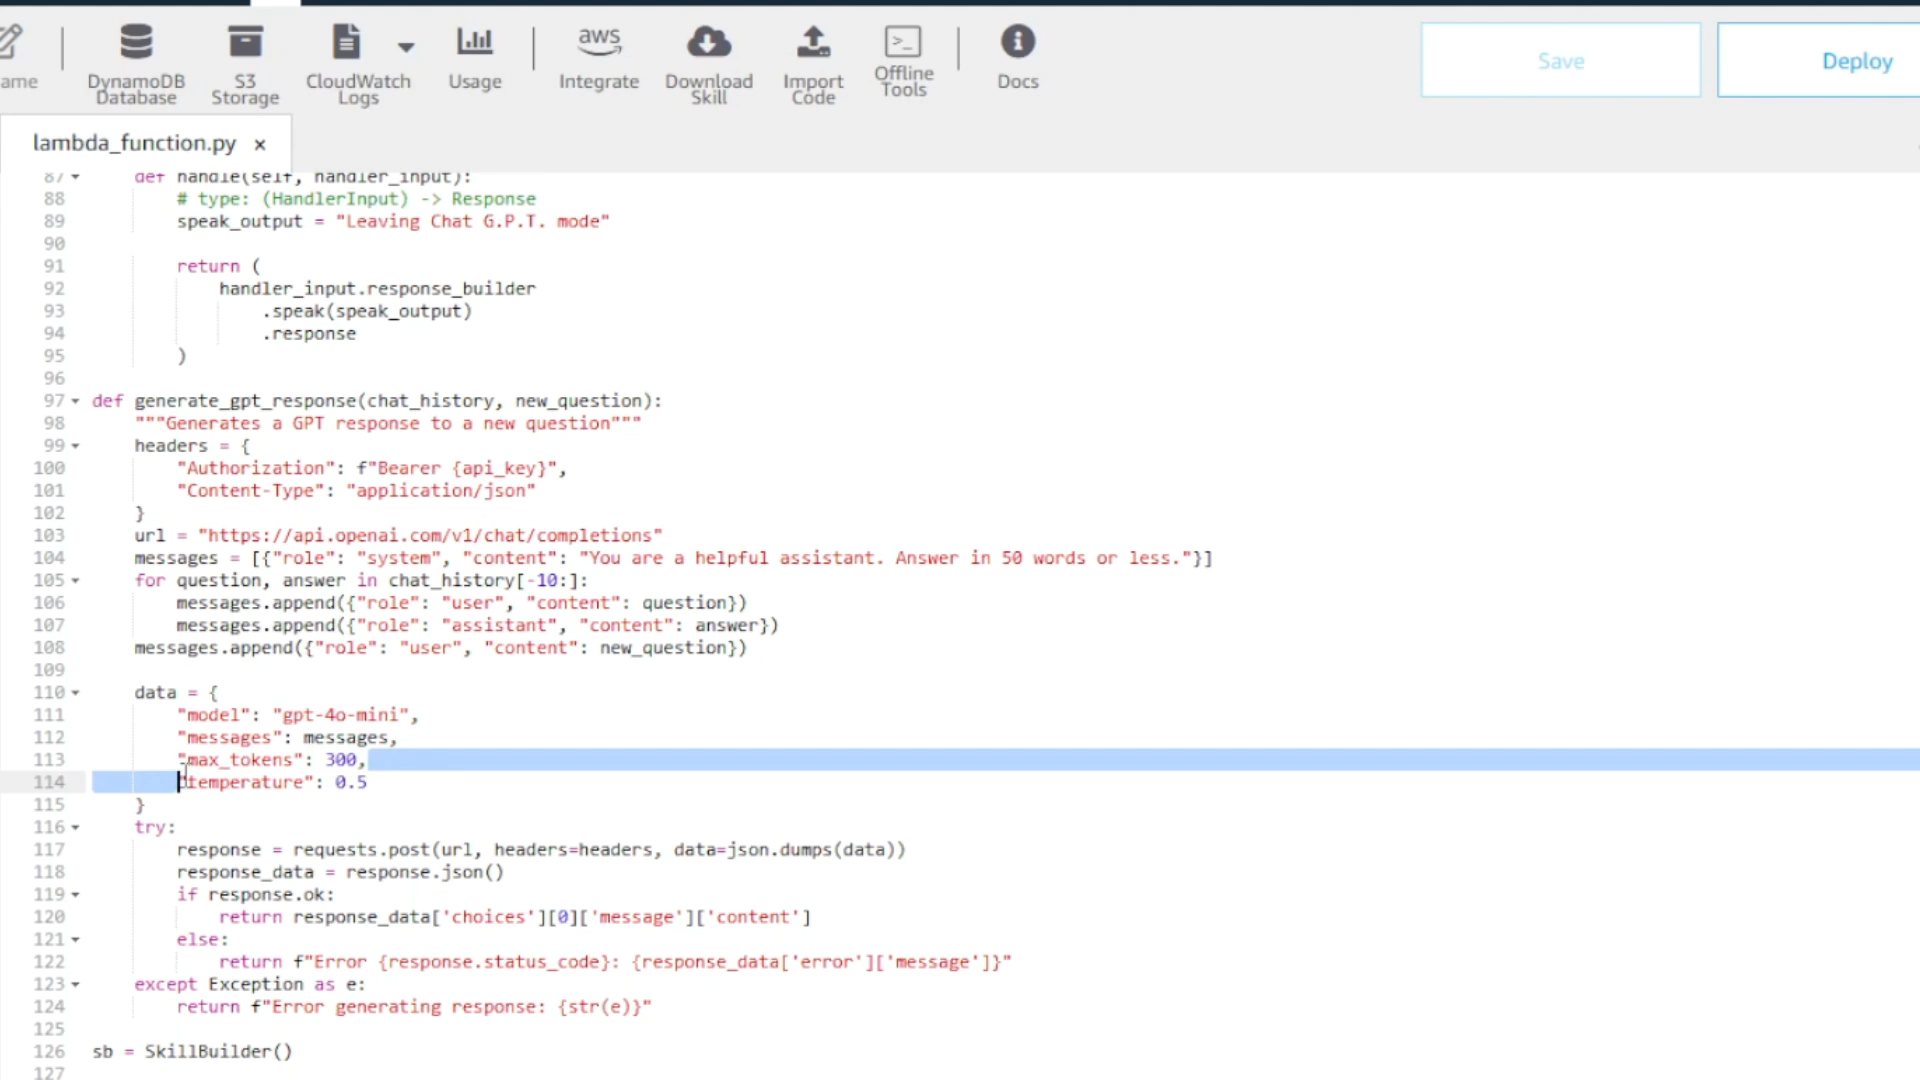 ame
DynamoDB Database
S3 Storage
CloudWatch Logs
Usage
aws
Integrate
Download Skill
Import Code
>_
Offline Tools
i
Docs
Save
Deploy
lambda_function.py ×
87 def handle(self, handler_input):
88 # type: (HandlerInput) -> Response
89 speak_output = "Leaving Chat G.P.T. mode"
90
91 return (
92 handler_input.response_builder
93 .speak(speak_output)
94 .response
95 )
96
97 def generate_gpt_response(chat_history, new_question):
98 """Generates a GPT response to a new question"""
99 headers = {
100 "Authorization": f"Bearer {api_key}",
101 "Content-Type": "application/json"
102 }
103 url = "https://api.openai.com/v1/chat/completions"
104 messages = [{"role": "system", "content": "You are a helpful assistant. Answer in 50 words or less."}]
105 for question, answer in chat_history[-10:]:
106 messages.append({"role": "user", "content": question})
107 messages.append({"role": "assistant", "content": answer})
108 messages.append({"role": "user", "content": new_question})
109
110 data = {
111 "model": "gpt-4o-mini",
112 "messages": messages,
113 "max_tokens": 300,
114 "temperature": 0.5
115 }
116 try:
117 response = requests.post(url, headers=headers, data=json.dumps(data))
118 response_data = response.json()
119 if response.ok:
120 return response_data['choices'][0]['message']['content']
121 else:
122 return f"Error {response.status_code}: {response_data['error']['message']}"
123 except Exception as e:
124 return f"Error generating response: {str(e)}"
125
126 sb = SkillBuilder()
127